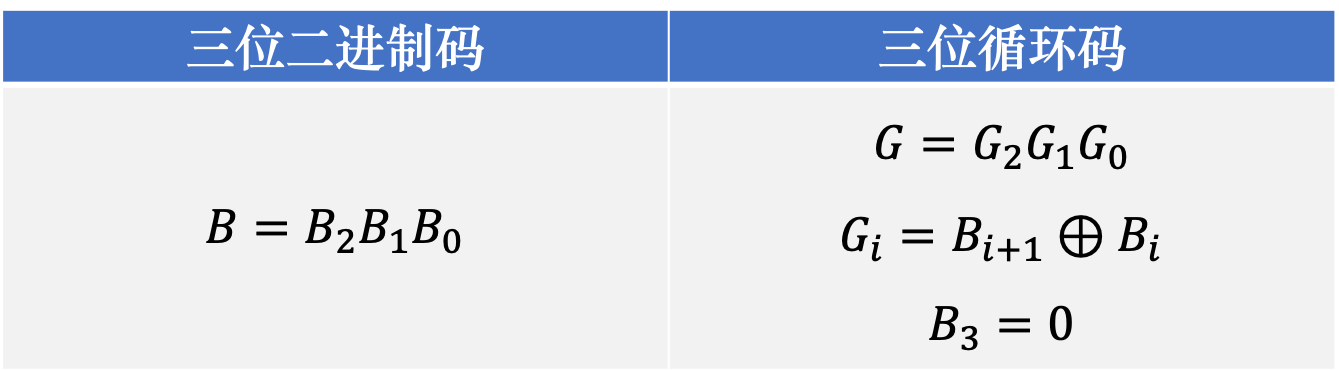 三位二进制码
三位循环码
B = B₂B₁B₀
G = G₂G₁G₀
Gᵢ = Bᵢ₊₁ ⊕ Bᵢ
B₃ = 0